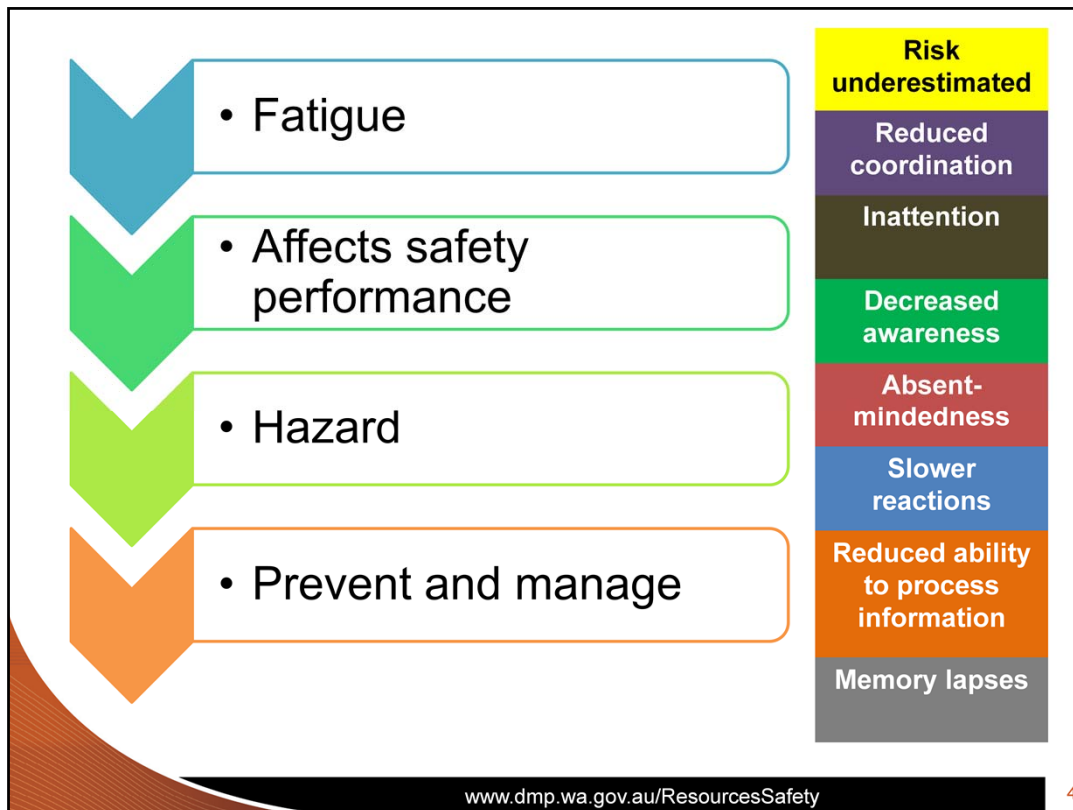 • Fatigue
• Affects safety
performance
• Hazard
• Prevent and manage
Risk
underestimated
Reduced
coordination
Inattention
Decreased
awareness
Absent-
mindedness
Slower
reactions
Reduced ability
to process
information
Memory lapses
www.dmp.wa.gov.au/ResourcesSafety
4